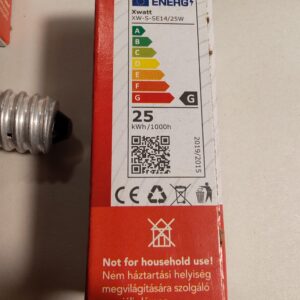 ENERG
Xwatt
XW-S-SE14/25W
A
B
C
D
E
F
G
G
25
kWh/1000h
2019/2015
CE
Not for household use!
Nem háztartási helyiség
megvilágítására szolgáló